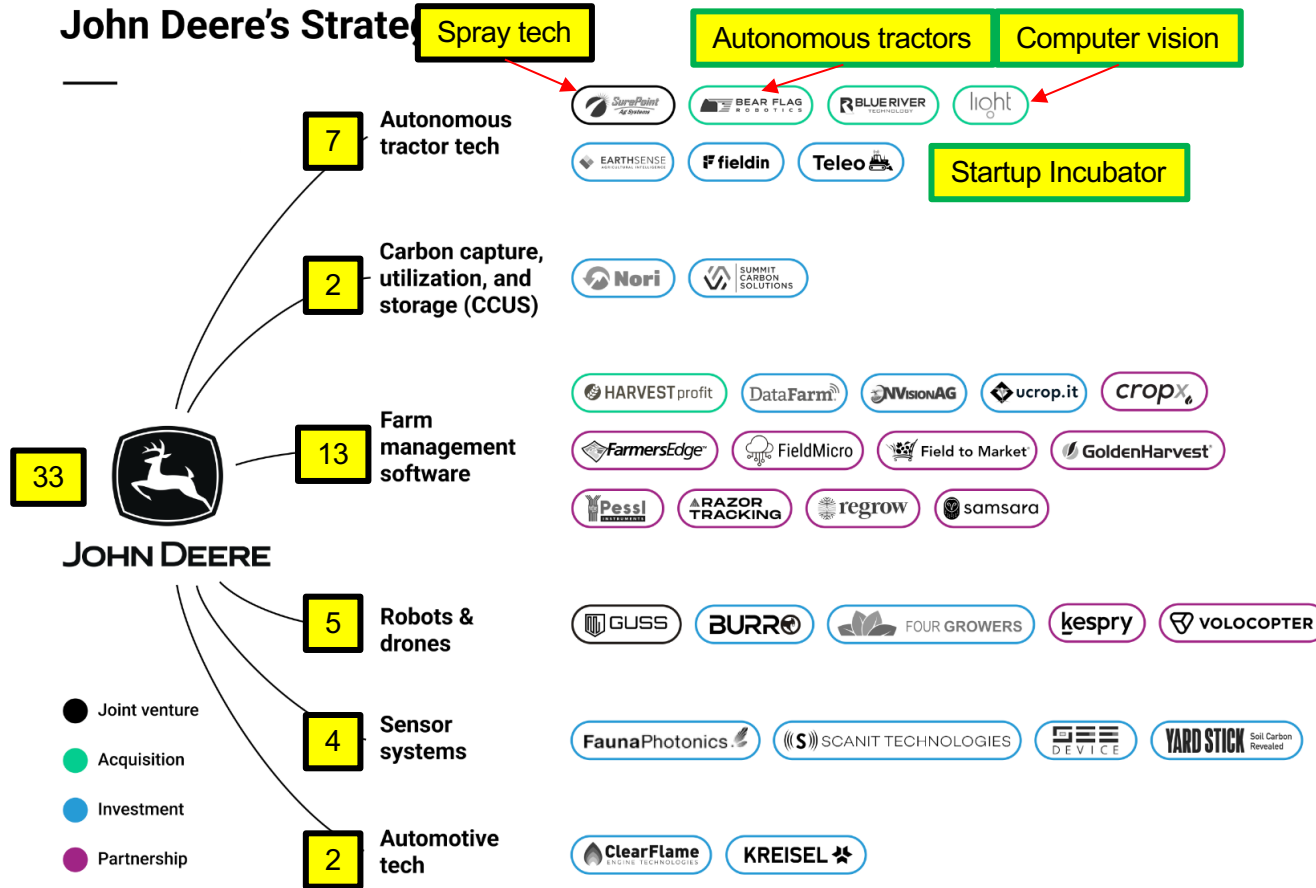 John Deere's Strateg
Spray tech
Autonomous tractors
Computer vision
7
Autonomous
tractor tech
SurePoint
Ag Systems
BEAR FLAG
ROBOTICS
BLUE RIVER
TECHNOLOGY
light
EARTHSENSE
AGRICULTURAL INTELLIGENCE
fieldin
Teleo
Startup Incubator
2
Carbon capture,
utilization, and
storage (CCUS)
Nori
SUMMIT
CARBON
SOLUTIONS
33
JOHN DEERE
13
Farm
management
software
HARVEST profit
DataFarm
ENVISIONAG
ucrop.it
cropx
FarmersEdge™
FieldMicro
Field to Market®
GoldenHarvest®
Pessl
INSTRUMENTS
RAZOR
TRACKING
regrow
samsara
5
Robots &
drones
GUSS
BURRO
FOUR GROWERS
kespry
VOLOCOPTER
4
Sensor
systems
FaunaPhotonics
(((S))) SCANIT TECHNOLOGIES
SEE
DEVICE
YARD STICK
Soil Carbon
Revealed
2
Automotive
tech
ClearFlame
ENGINE TECHNOLOGIES
KREISEL
Joint venture
Acquisition
Investment
Partnership